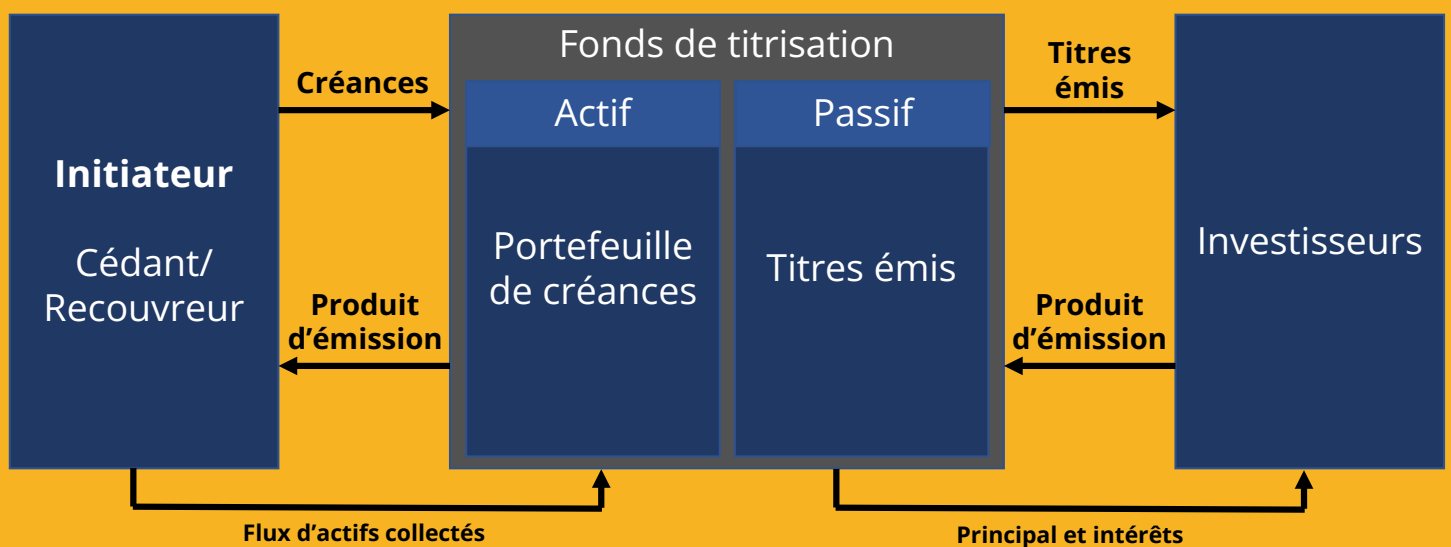 Initiateur
Cédant/
Recouvreur
Créances
Produit
d’émission
Fonds de titrisation
Actif
Portefeuille
de créances
Passif
Titres émis
Titres
émis
Produit
d’émission
Investisseurs
Flux d’actifs collectés
Principal et intérêts